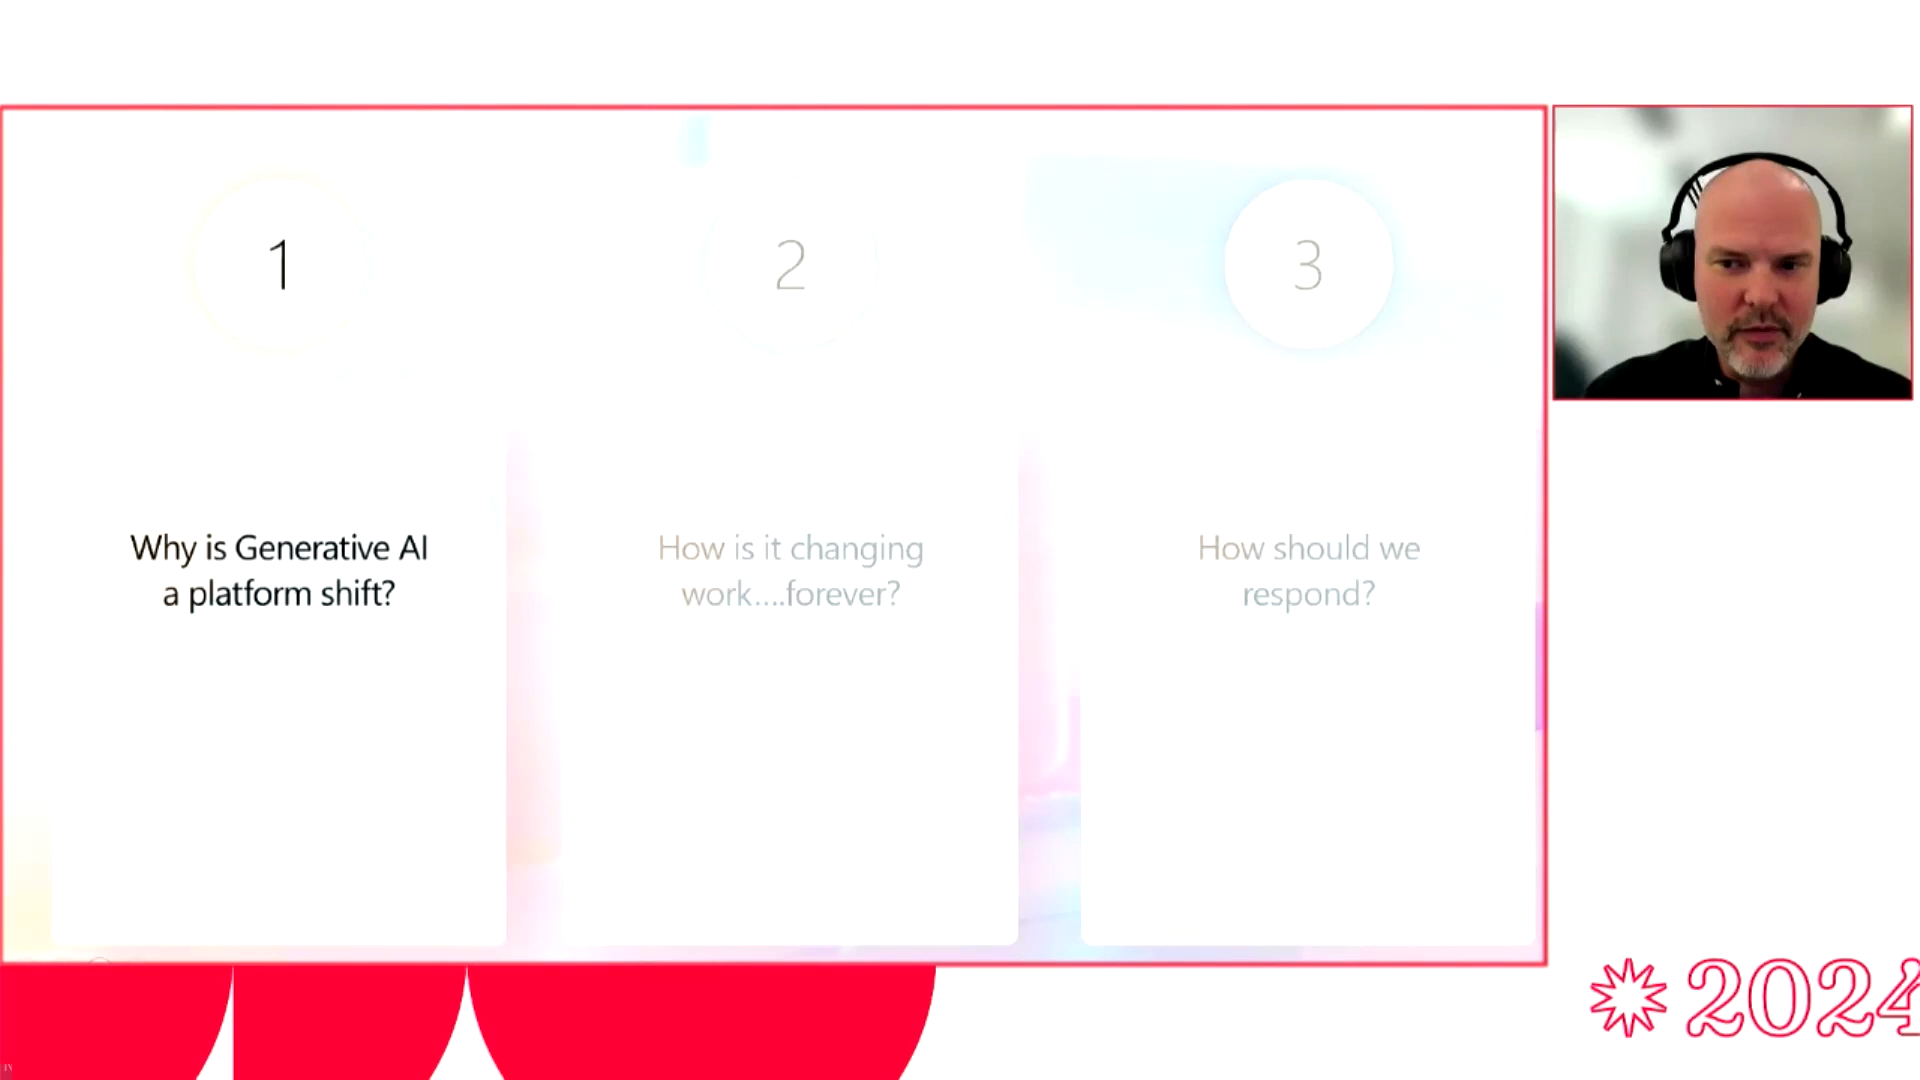 1
Why is Generative AI
a platform shift?
2
How is it changing
work....forever?
3
How should we
respond?
2024